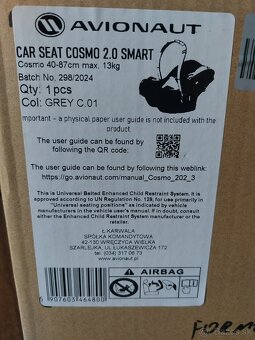 AVIONAUT
CAR SEAT COSMO 2.0 SMART
Cosmo 40-87cm max. 13kg
Batch No. 298/2024
Qty: 1 pcs
Col: GREY C.01
Important – a physical paper user guide is not included with
the product
The user guide can be found by
following the QR code:
The user guide can be found by following this weblink:
https://go.avionaut.com/manual_Cosmo_202_3
This is Universal Belted Enhanced Child Restraint System. It is
approved according to UN Regulation No. 129, for use primarily in
"Universal seating positions" as indicated by vehicle
manufacturers in the vehicle user's manual. If in doubt, consult
either the enhanced child restraint system manufacturer or the
retailer.
Ł.KARWALA
SPÓŁKA KOMANDYTOWA
42-130 WRĘCZYCA WIELKA
SZARLEJKA, UL.ŁUKASZEWICZA 172
tel. (034) 317 06 73
www.avionaut.pl
AIRBAG
5907603464800